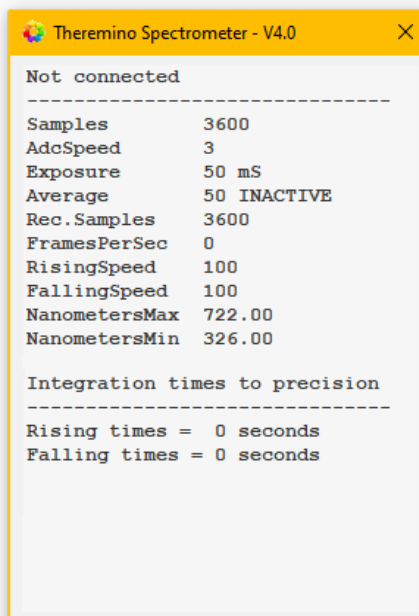 Theremino Spectrometer - V4.0
Not connected
--------------------------------
Samples 3600
AdcSpeed 3
Exposure 50 mS
Average 50 INACTIVE
Rec.Samples 3600
FramesPerSec 0
RisingSpeed 100
FallingSpeed 100
NanometersMax 722.00
NanometersMin 326.00
Integration times to precision
--------------------------------
Rising times =  0 seconds
Falling times = 0 seconds